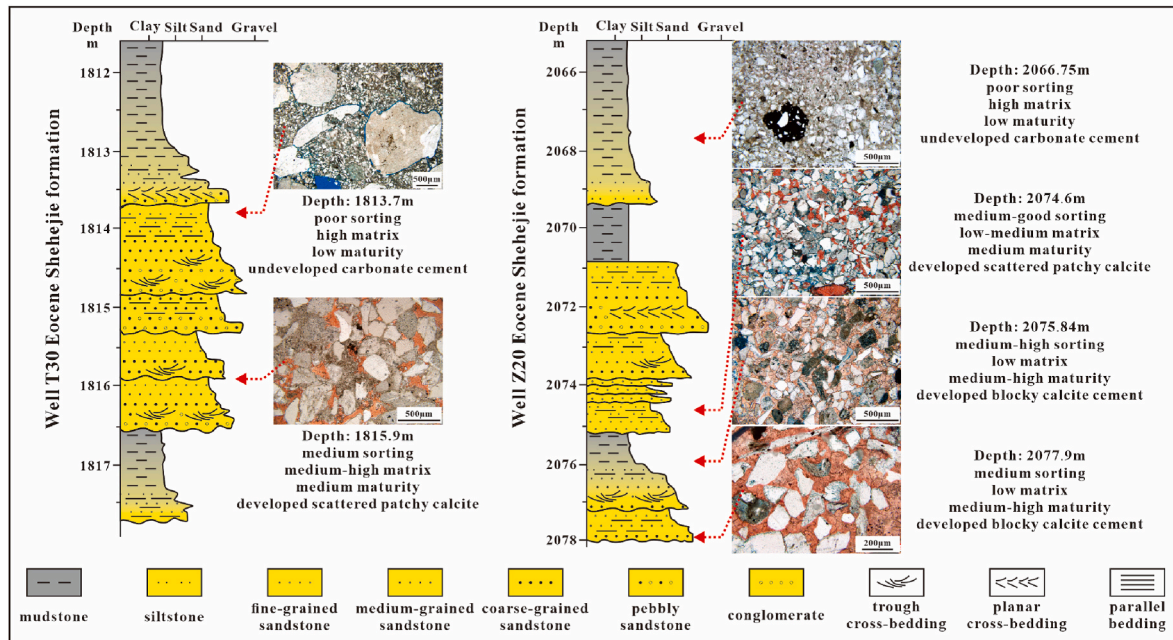 Depth
m
Clay Silt Sand Gravel
1812
1813
1814
1815
1816
1817
Well T30 Eocene Shehejie formation
500μm
Depth: 1813.7m
poor sorting
high matrix
low maturity
undeveloped carbonate cement
500μm
Depth: 1815.9m
medium sorting
medium-high matrix
medium maturity
developed scattered patchy calcite
Depth
m
Clay Silt Sand Gravel
2066
2068
2070
2072
2074
2076
2078
Well Z20 Eocene Shehejie formation
500μm
Depth: 2066.75m
poor sorting
high matrix
low maturity
undeveloped carbonate cement
500μm
Depth: 2074.6m
medium-good sorting
low-medium matrix
medium maturity
developed scattered patchy calcite
500μm
Depth: 2075.84m
medium-high sorting
low matrix
medium-high maturity
developed blocky calcite cement
200μm
Depth: 2077.9m
medium sorting
low matrix
medium-high maturity
developed blocky calcite cement
mudstone
siltstone
fine-grained
sandstone
medium-grained
sandstone
coarse-grained
sandstone
pebbly
sandstone
conglomerate
trough
cross-bedding
planar
cross-bedding
parallel
bedding